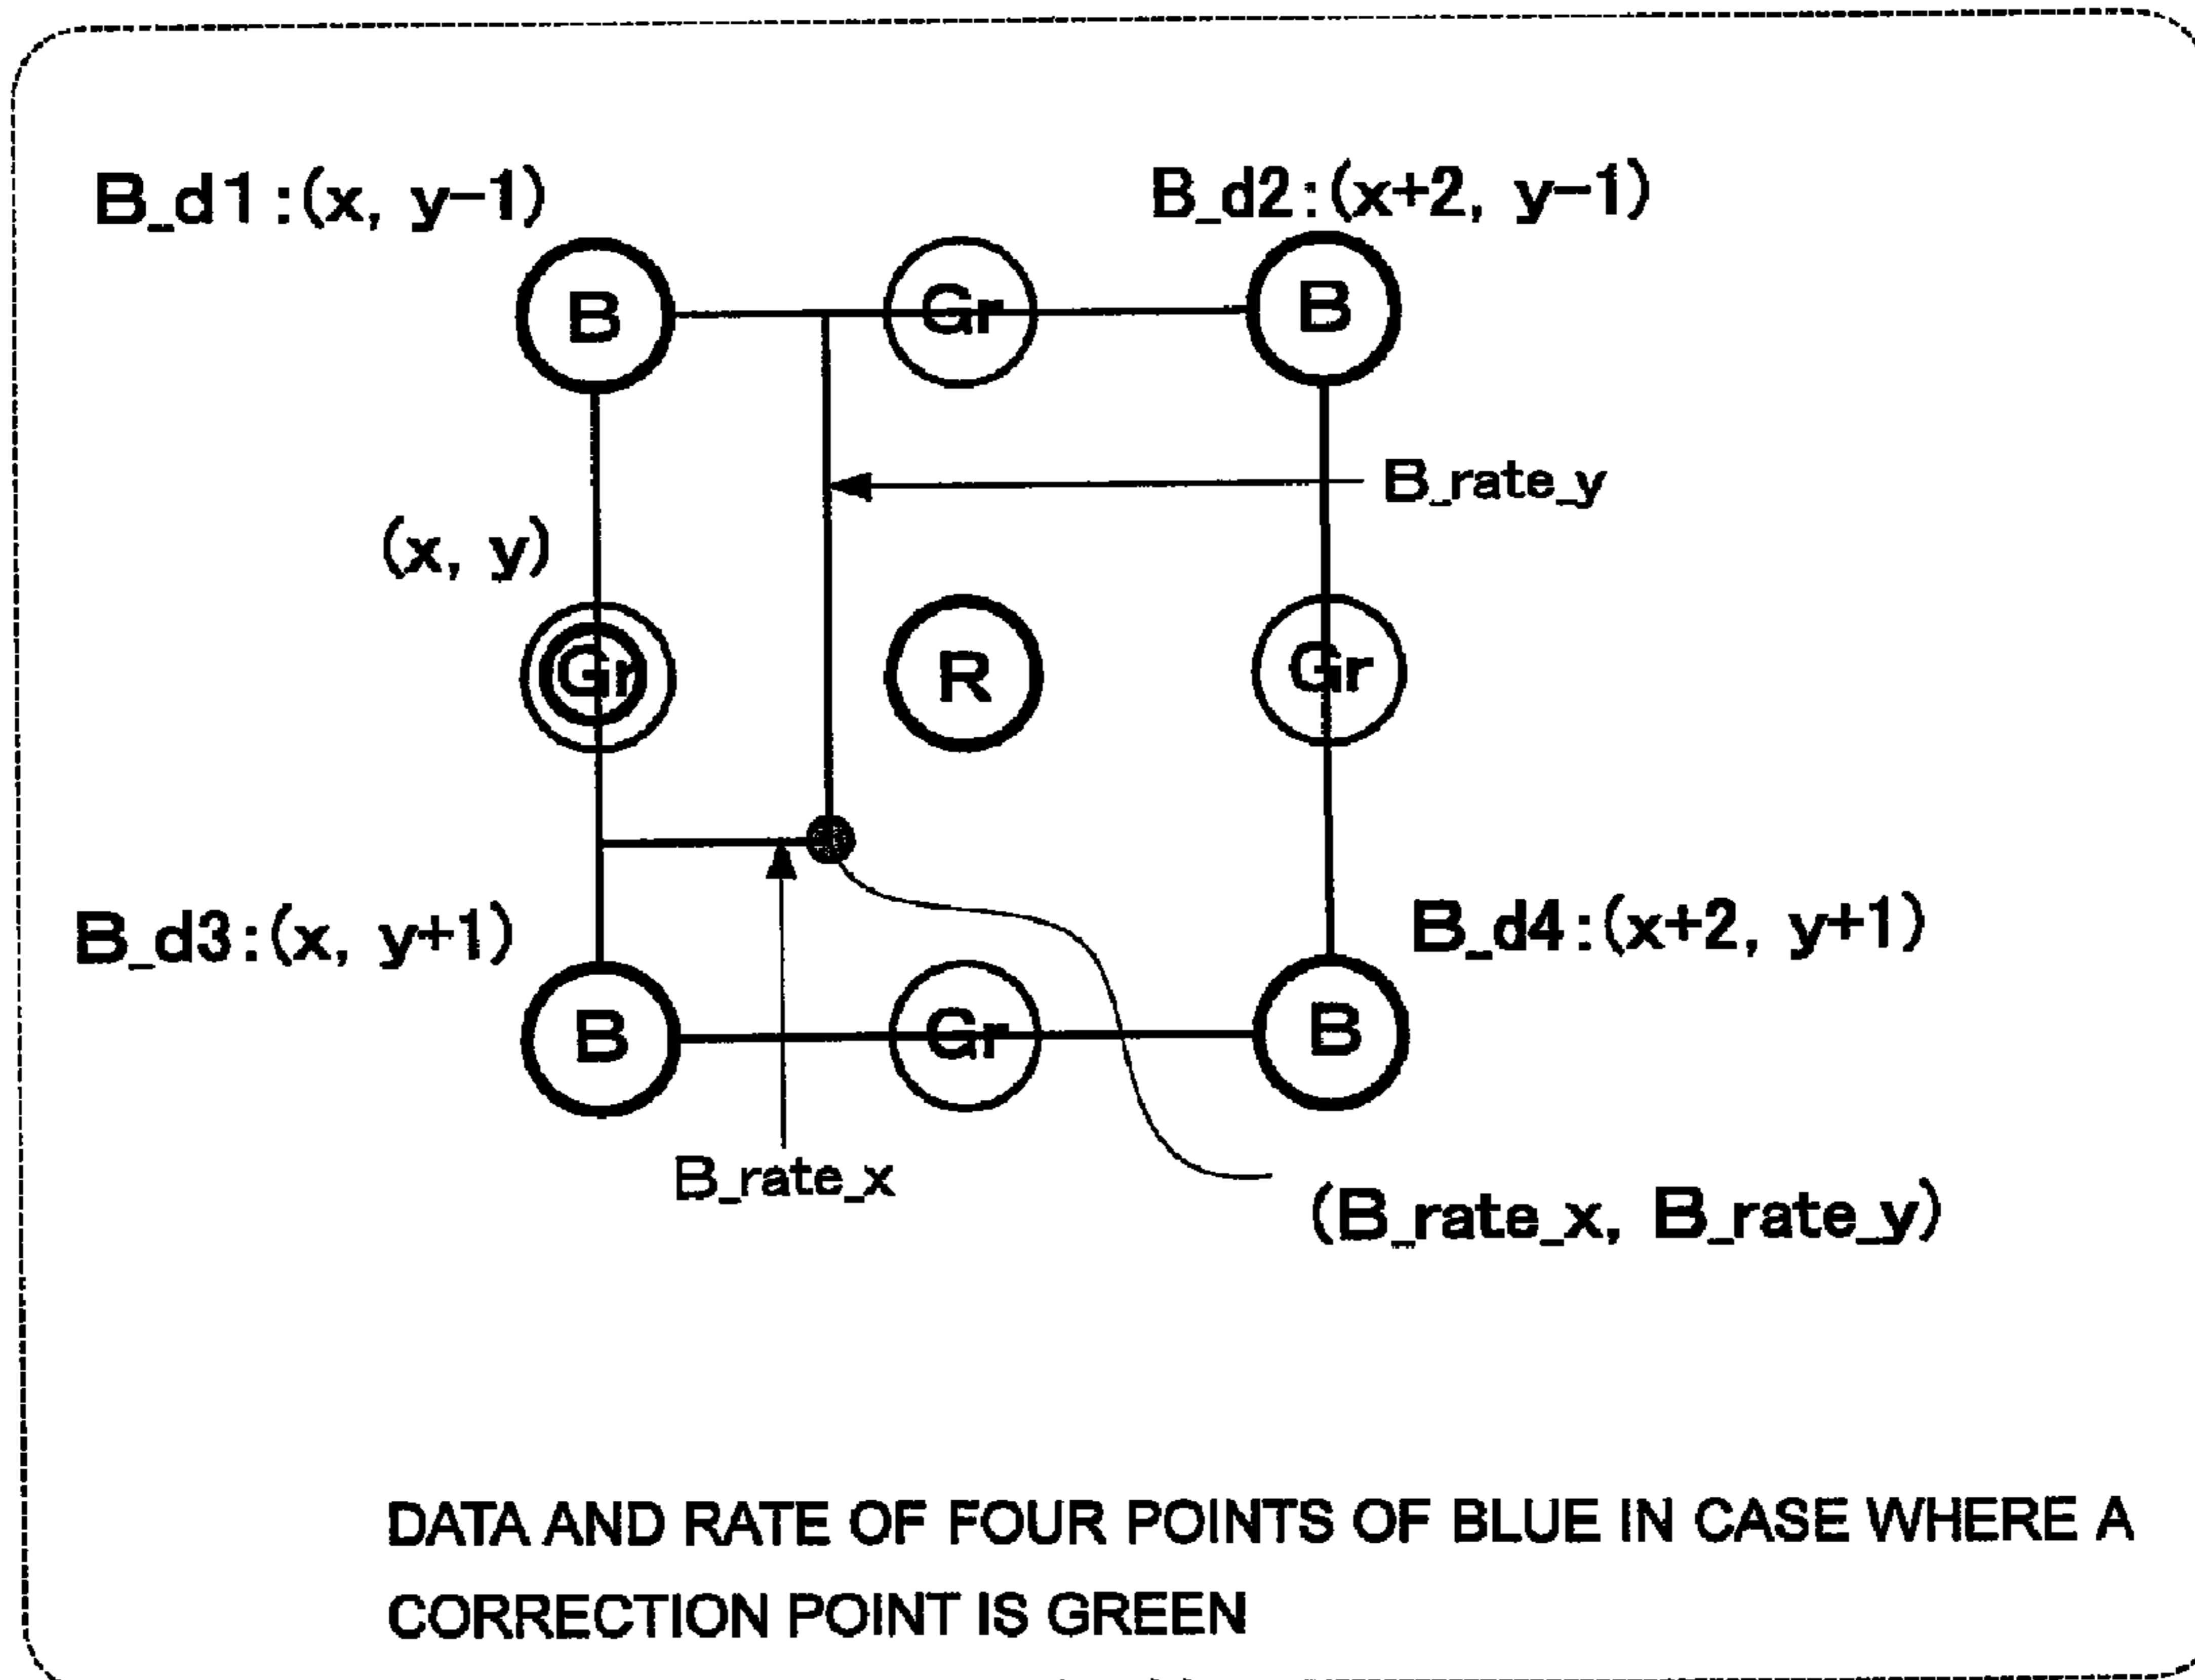 B_d1:(x, y-1)
B_d2:(x+2, y-1)
B
Gr
B
B_rate_y
(x, y)
Gr
R
Gr
B_d3:(x, y+1)
B_d4:(x+2, y+1)
B
Gr
B
B_rate_x
(B_rate_x, B_rate_y)
DATA AND RATE OF FOUR POINTS OF BLUE IN CASE WHERE A
CORRECTION POINT IS GREEN